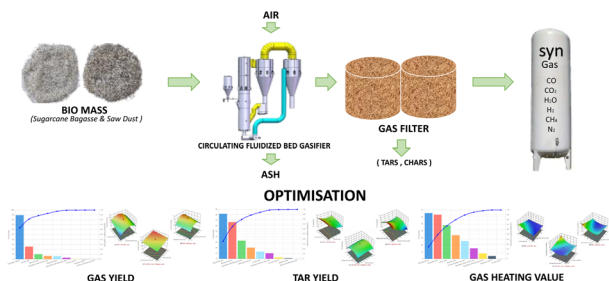 AIR
BIO MASS
(Sugarcane Bagasse & Saw Dust )
CIRCULATING FLUIDIZED BED GASIFIER
ASH
GAS FILTER
( TARS , CHARS )
syn
Gas
CO
CO₂
H₂O
H₂
CH₄
N₂
OPTIMISATION
GAS YIELD
TAR YIELD
GAS HEATING VALUE